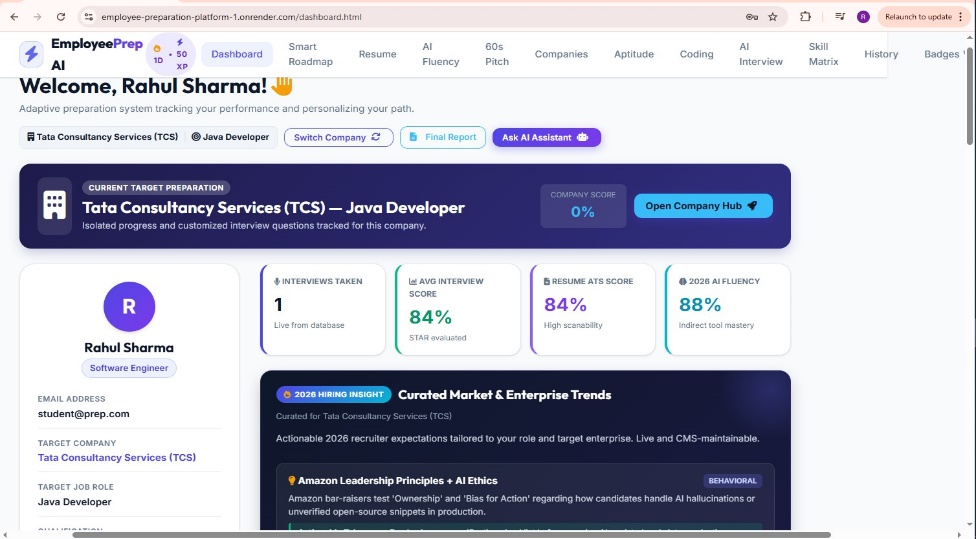 employee-preparation-platform-1.onrender.com/dashboard.html
R
Relaunch to update
EmployeePrep AI
1D • 50 XP
Dashboard
Smart Roadmap
Resume
AI Fluency
60s Pitch
Companies
Aptitude
Coding
AI Interview
Skill Matrix
History
Badges
Welcome, Rahul Sharma!
Adaptive preparation system tracking your performance and personalizing your path.
Tata Consultancy Services (TCS)
Java Developer
Switch Company
Final Report
Ask AI Assistant
CURRENT TARGET PREPARATION
Tata Consultancy Services (TCS) — Java Developer
Isolated progress and customized interview questions tracked for this company.
COMPANY SCORE
0%
Open Company Hub
R
Rahul Sharma
Software Engineer
EMAIL ADDRESS
student@prep.com
TARGET COMPANY
Tata Consultancy Services (TCS)
TARGET JOB ROLE
Java Developer
INTERVIEWS TAKEN
1
Live from database
AVG INTERVIEW SCORE
84%
STAR evaluated
RESUME ATS SCORE
84%
High scanability
2026 AI FLUENCY
88%
Indirect tool mastery
2026 HIRING INSIGHT
Curated Market & Enterprise Trends
Curated for Tata Consultancy Services (TCS)
Actionable 2026 recruiter expectations tailored to your role and target enterprise. Live and CMS-maintainable.
Amazon Leadership Principles + AI Ethics
BEHAVIORAL
Amazon bar-raisers test 'Ownership' and 'Bias for Action' regarding how candidates handle AI hallucinations or
unverified open-source snippets in production.